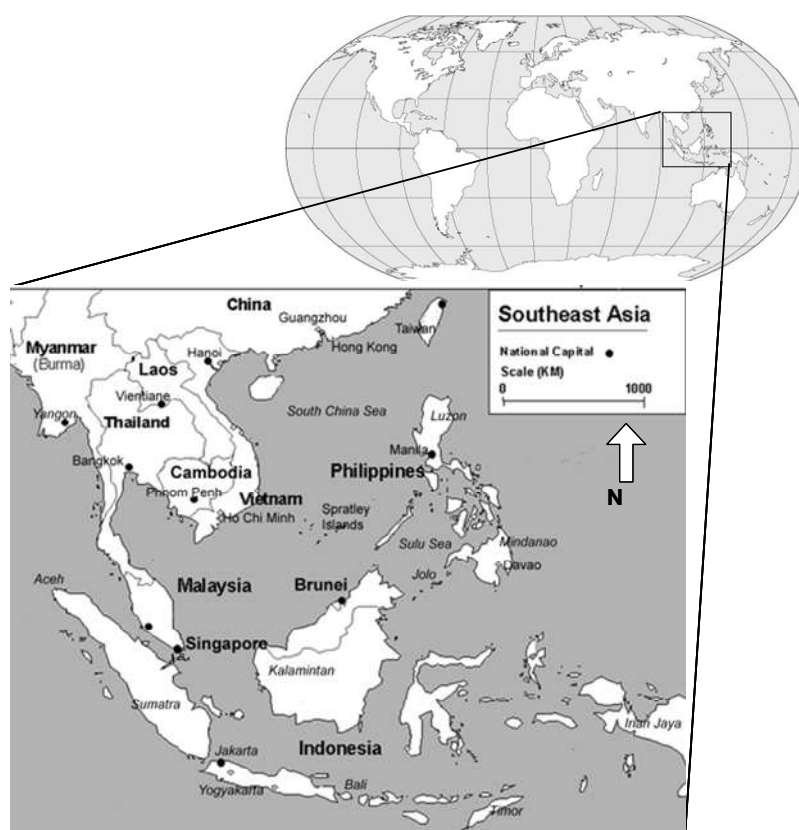 China
Guangzhou
Taiwan
Hong Kong
Southeast Asia
National Capital
Scale (KM)
0 1000
Myanmar
(Burma)
Hanoi
Laos
Vientiane
Yangon
Thailand
South China Sea
Luzon
Bangkok
Manila
Cambodia
Philippines
Phnom Penh
Vietnam
Ho Chi Minh
Spratley
Islands
N
Sulu Sea
Mindanao
Davao
Aceh
Malaysia
Brunei
Jolo
Singapore
Kalamintan
Sumatra
Irian Jaya
Indonesia
Jakarta
Yogyakarta
Bali
Timor